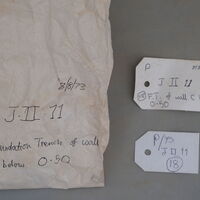 8/8/73
J.II 11
Foundation Trench of wall
below 0.50
P
J II 11
F.T. of wall C
0.50
P/73
J II 11
18